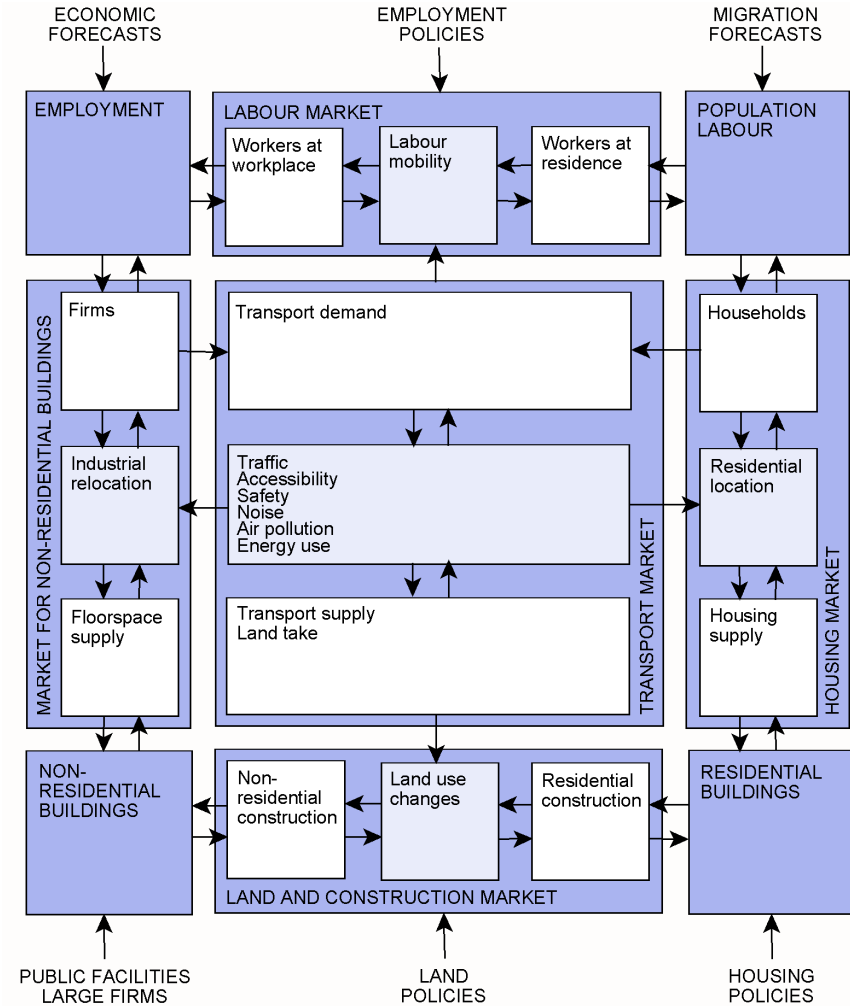 ECONOMIC
FORECASTS
EMPLOYMENT
POLICIES
MIGRATION
FORECASTS
EMPLOYMENT
LABOUR MARKET
Workers at
workplace
Labour
mobility
Workers at
residence
POPULATION
LABOUR
MARKET FOR NON-RESIDENTIAL BUILDINGS
Firms
Industrial
relocation
Floorspace
supply
Transport demand
Traffic
Accessibility
Safety
Noise
Air pollution
Energy use
Transport supply
Land take
TRANSPORT MARKET
Households
Residential
location
Housing
supply
HOUSING MARKET
NON-
RESIDENTIAL
BUILDINGS
Non-
residential
construction
Land use
changes
Residential
construction
LAND AND CONSTRUCTION MARKET
RESIDENTIAL
BUILDINGS
PUBLIC FACILITIES
LARGE FIRMS
LAND
POLICIES
HOUSING
POLICIES